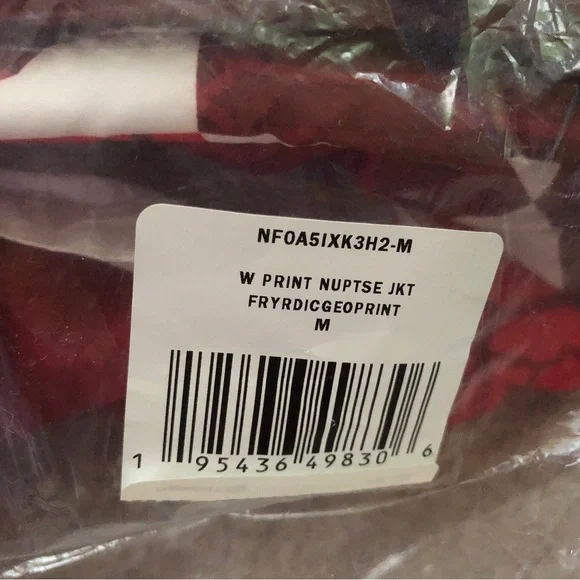 NF0A5IXK3H2-M
W PRINT NUPTSE JKT
FRYRDICGEOPRINT
M
1 95436 49830 6